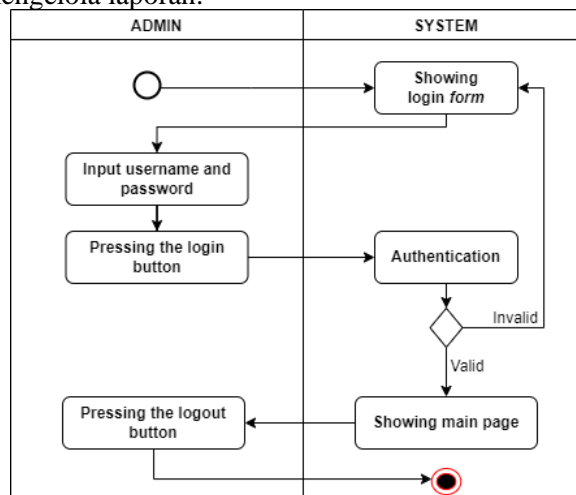 mengelola laporan.
ADMIN
SYSTEM
Showing
login form
Input username and
password
Pressing the login
button
Authentication
Invalid
Valid
Pressing the logout
button
Showing main page